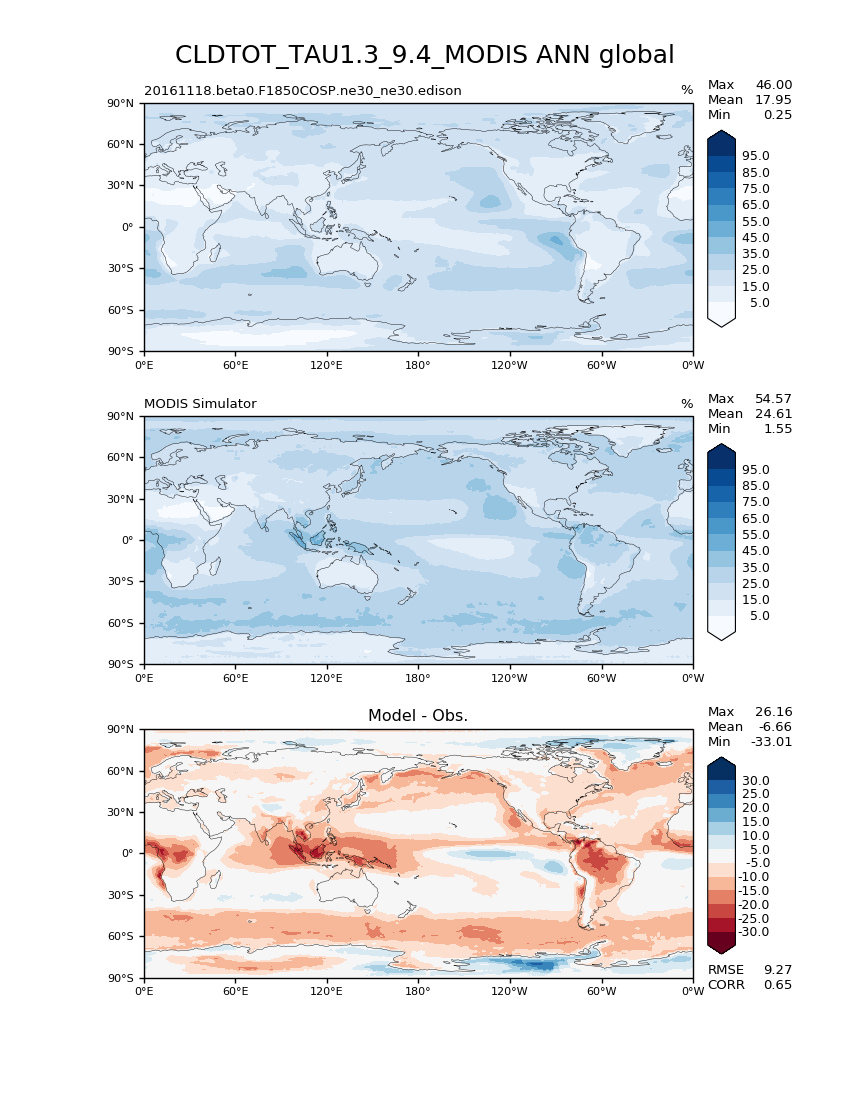 CLDTOT_TAU1.3_9.4_MODIS ANN global
20161118.beta0.F1850COSP.ne30_ne30.edison %
Max 46.00
Mean 17.95
Min 0.25
90°N
60°N
30°N
0°
30°S
60°S
90°S
0°E 60°E 120°E 180° 120°W 60°W 0°W
95.0
85.0
75.0
65.0
55.0
45.0
35.0
25.0
15.0
5.0
MODIS Simulator %
Max 54.57
Mean 24.61
Min 1.55
90°N
60°N
30°N
0°
30°S
60°S
90°S
0°E 60°E 120°E 180° 120°W 60°W 0°W
95.0
85.0
75.0
65.0
55.0
45.0
35.0
25.0
15.0
5.0
Model - Obs.
Max 26.16
Mean -6.66
Min -33.01
90°N
60°N
30°N
0°
30°S
60°S
90°S
0°E 60°E 120°E 180° 120°W 60°W 0°W
30.0
25.0
20.0
15.0
10.0
5.0
-5.0
-10.0
-15.0
-20.0
-25.0
-30.0
RMSE 9.27
CORR 0.65